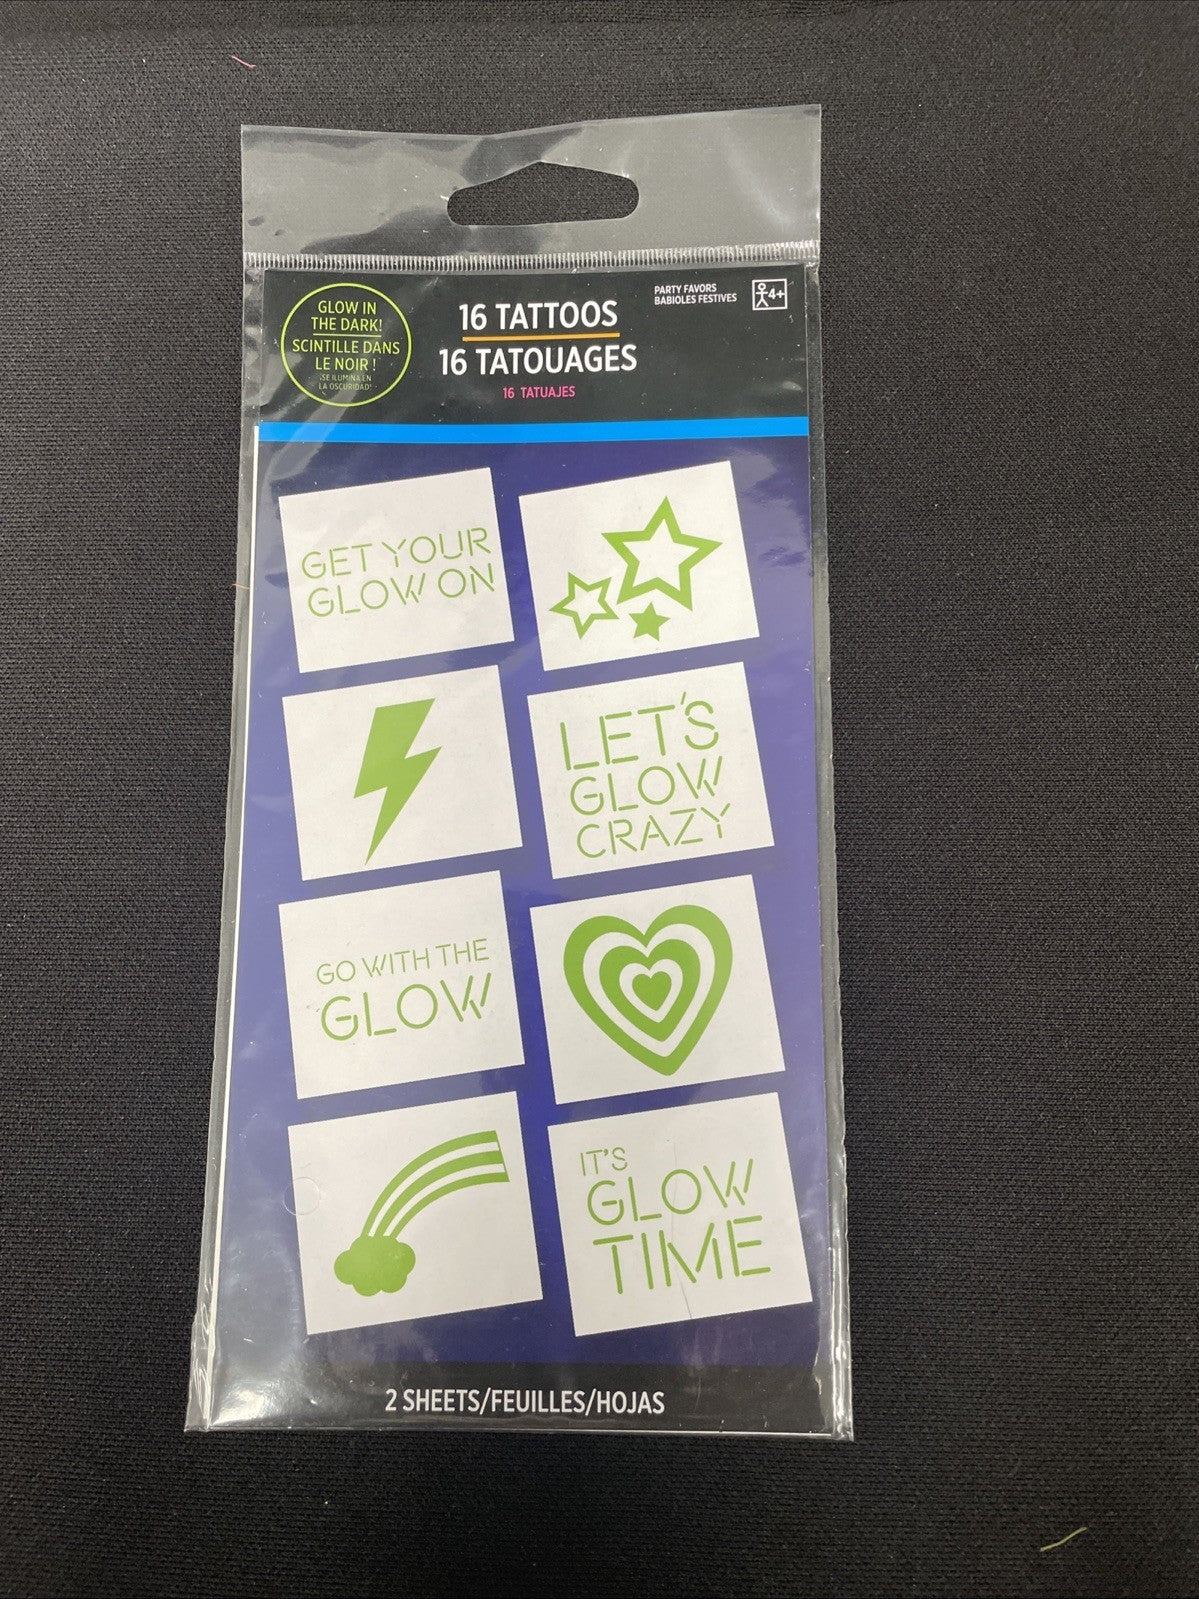 GLOW IN
THE DARK!
SCINTILLE DANS
LE NOIR !
¡SE ILUMINA EN
LA OSCURIDAD!
16 TATTOOS
16 TATOUAGES
16 TATUAJES
PARTY FAVORS
BABIOLES FESTIVES
4+
GET YOUR
GLOW ON
LET'S
GLOW
CRAZY
GO WITH THE
GLOW
IT'S
GLOW
TIME
2 SHEETS/FEUILLES/HOJAS